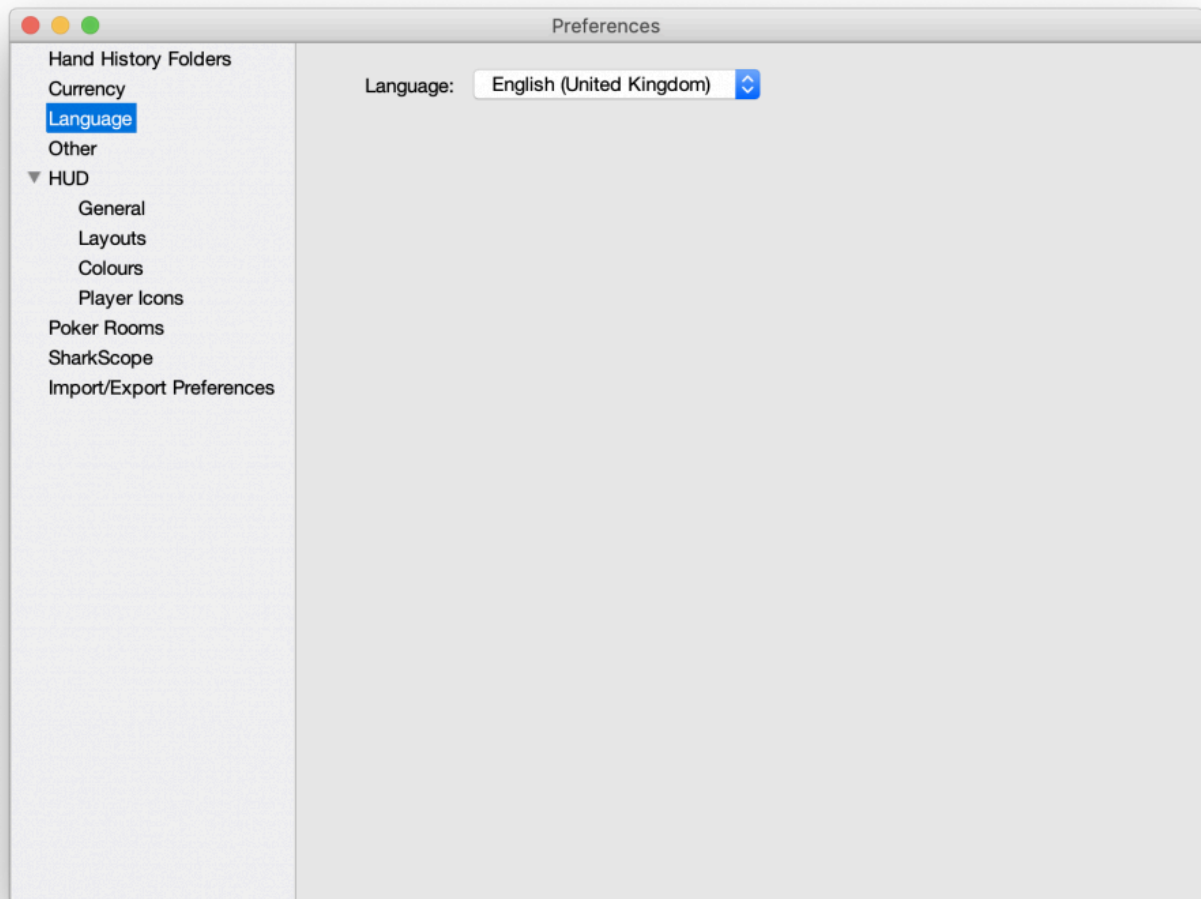 Preferences
Hand History Folders
Currency
Language
Other
HUD
General
Layouts
Colours
Player Icons
Poker Rooms
SharkScope
Import/Export Preferences
Language: English (United Kingdom)